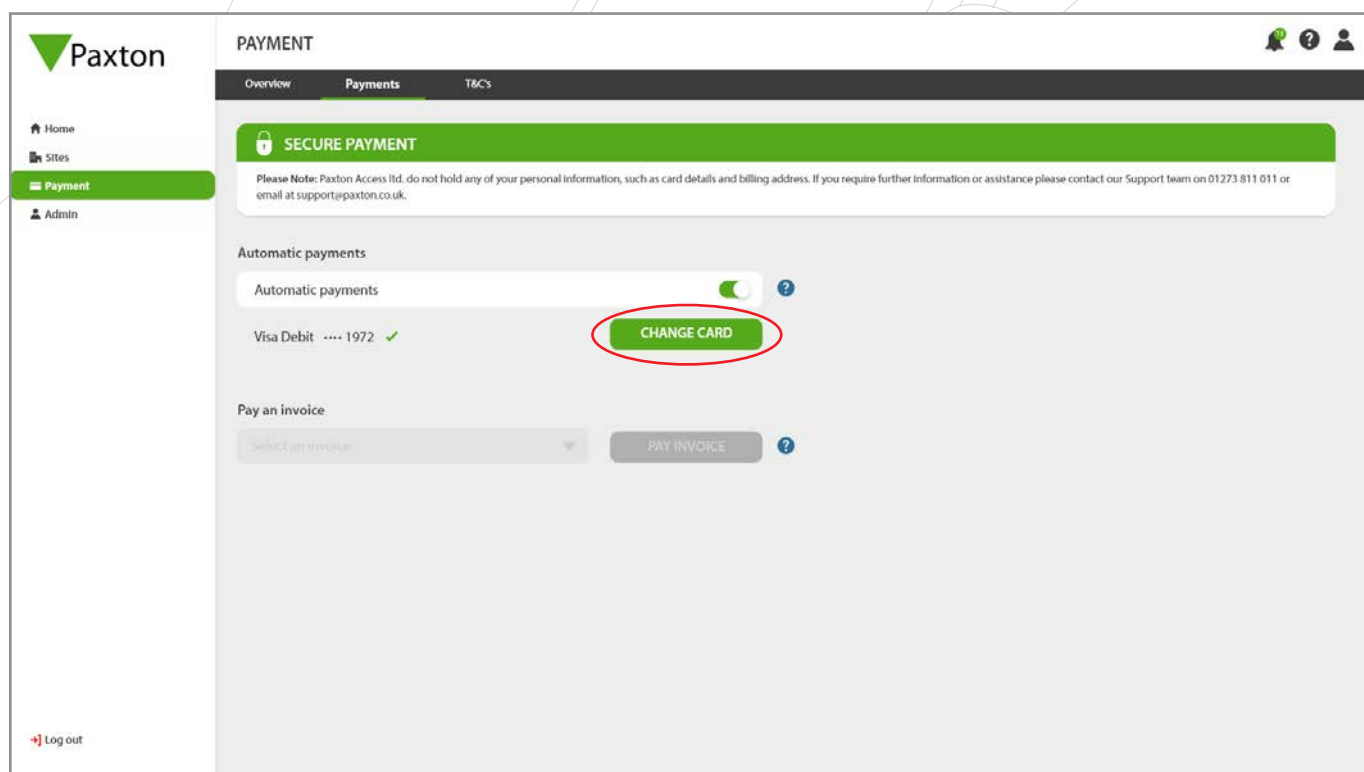 Paxton
PAYMENT
Overview Payments T&C's
Home
Sites
Payment
Admin
SECURE PAYMENT
Please Note: Paxton Access ltd. do not hold any of your personal information, such as card details and billing address. If you require further information or assistance please contact our Support team on 01273 811 011 or
email at support@paxton.co.uk.
Automatic payments
Automatic payments
Visa Debit ···· 1972
CHANGE CARD
Pay an invoice
Select an invoice
PAY INVOICE
Log out